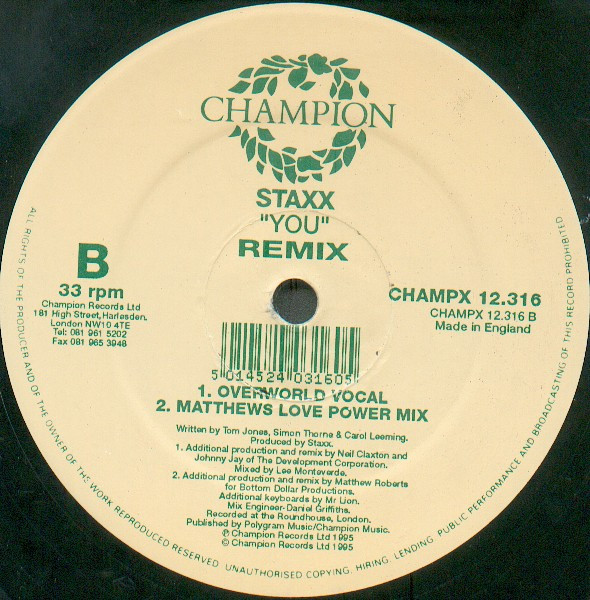 CHAMPION
STAXX
"YOU"
REMIX
B
33 rpm
Champion Records Ltd
181 High Street, Harlesden.
London NW10 4TE
Tel: 081 961 5202
Fax 081 965 3948
CHAMPX 12.316
CHAMPX 12.316 B
Made in England
5 014524 031605
1. OVERWORLD VOCAL
2. MATTHEWS LOVE POWER MIX
Written by Tom Jones, Simon Thorne & Carol Leeming.
Produced by Staxx.
1. Additional production and remix by Neil Claxton and
Johnny Jay of The Development Corporation.
Mixed by Lee Monteverde.
2. Additional production and remix by Matthew Roberts
for Bottom Dollar Productions.
Additional keyboards by Mr Lion.
Mix Engineer-Daniel Griffiths.
Recorded at the Roundhouse, London.
Published by Polygram Music/Champion Music.
℗ Champion Records Ltd 1995
© Champion Records Ltd 1995
ALL RIGHTS OF THE PRODUCER AND OF THE OWNER OF THE WORK REPRODUCED RESERVED. UNAUTHORISED COPYING, HIRING, LENDING, PUBLIC PERFORMANCE AND BROADCASTING OF THIS RECORD PROHIBITED